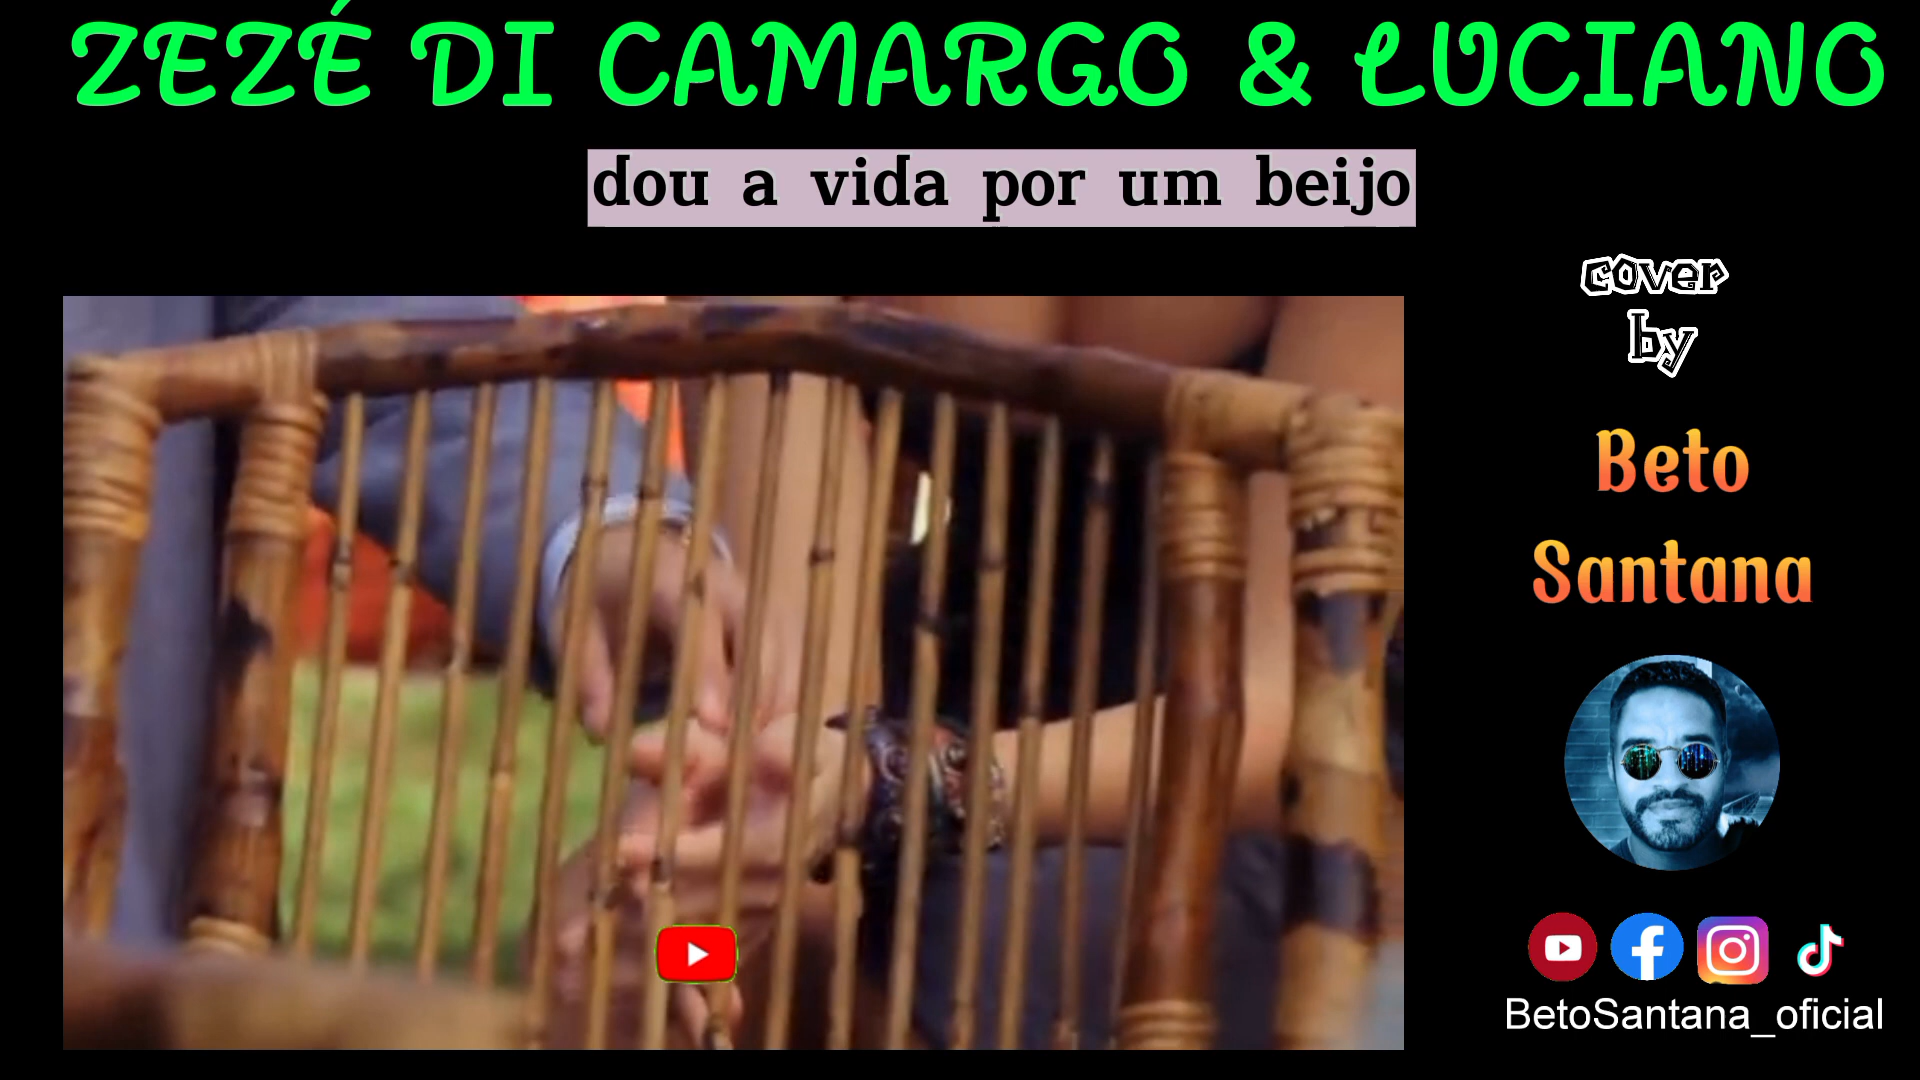 ZEZÉ DI CAMARGO & LUCIANO
dou a vida por um beijo
cover
by
Beto
Santana
BetoSantana_oficial